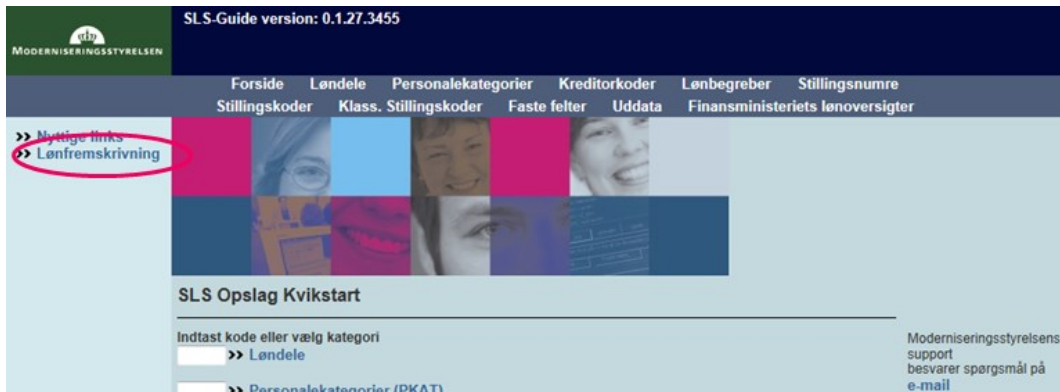 SLS-Guide version: 0.1.27.3455
MODERNISERINGSSTYRELSEN
Forside Løndele Personalekategorier Kreditorkoder Lønbegreber Stillingsnumre
Stillingskoder Klass. Stillingskoder Faste felter Uddata Finansministeriets lønoversigter
>> Nyttige links
>> Lønfremskrivning
SLS Opslag Kvikstart
Indtast kode eller vælg kategori
>> Løndele
>> Personalekategorier (PKAT)
Moderniseringsstyrelsens
support
besvarer spørgsmål på
e-mail